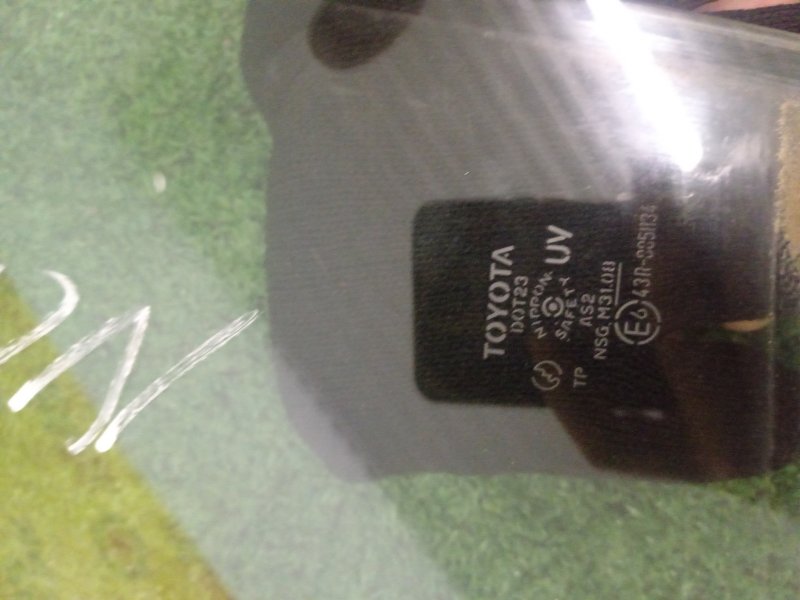 TOYOTA
DOT23
NIPPON
SAFETY
UV
AS2
TP
NSG M31.08
E6 43R-005134